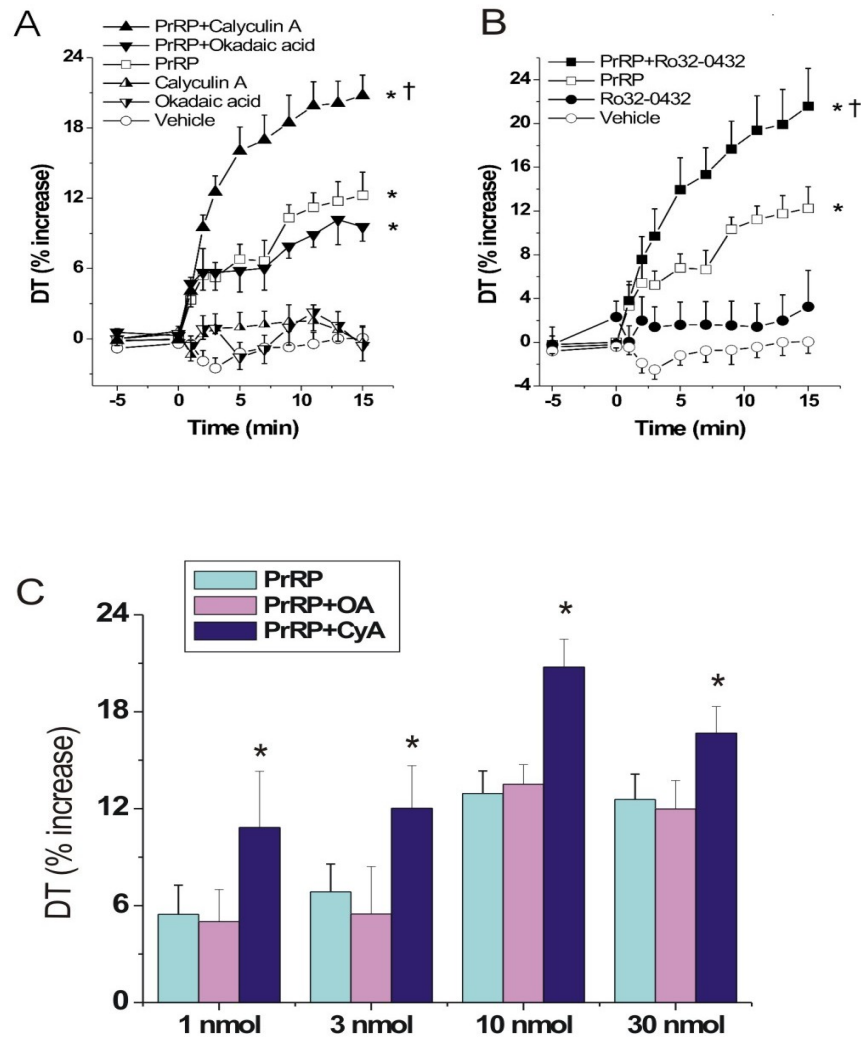 A
PrRP+Calyculin A
PrRP+Okadaic acid
PrRP
Calyculin A
Okadaic acid
Vehicle
DT (% increase)
24
18
12
6
0
* †
*
*
-5 0 5 10 15
Time (min)
B
PrRP+Ro32-0432
PrRP
Ro32-0432
Vehicle
DT (% increase)
24
20
16
12
8
4
0
-4
* †
*
-5 0 5 10 15
Time (min)
C
PrRP
PrRP+OA
PrRP+CyA
DT (% increase)
24
18
12
6
0
* * * *
1 nmol 3 nmol 10 nmol 30 nmol